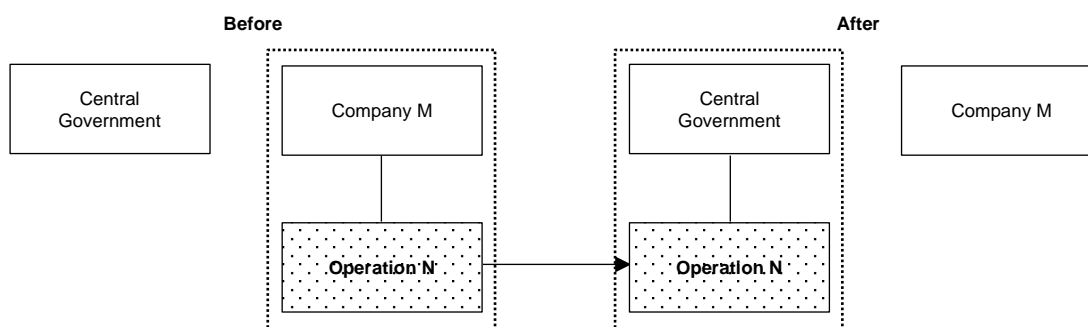 Before
After
Central
Government
Company M
Central
Government
Company M
Operation N
Operation N